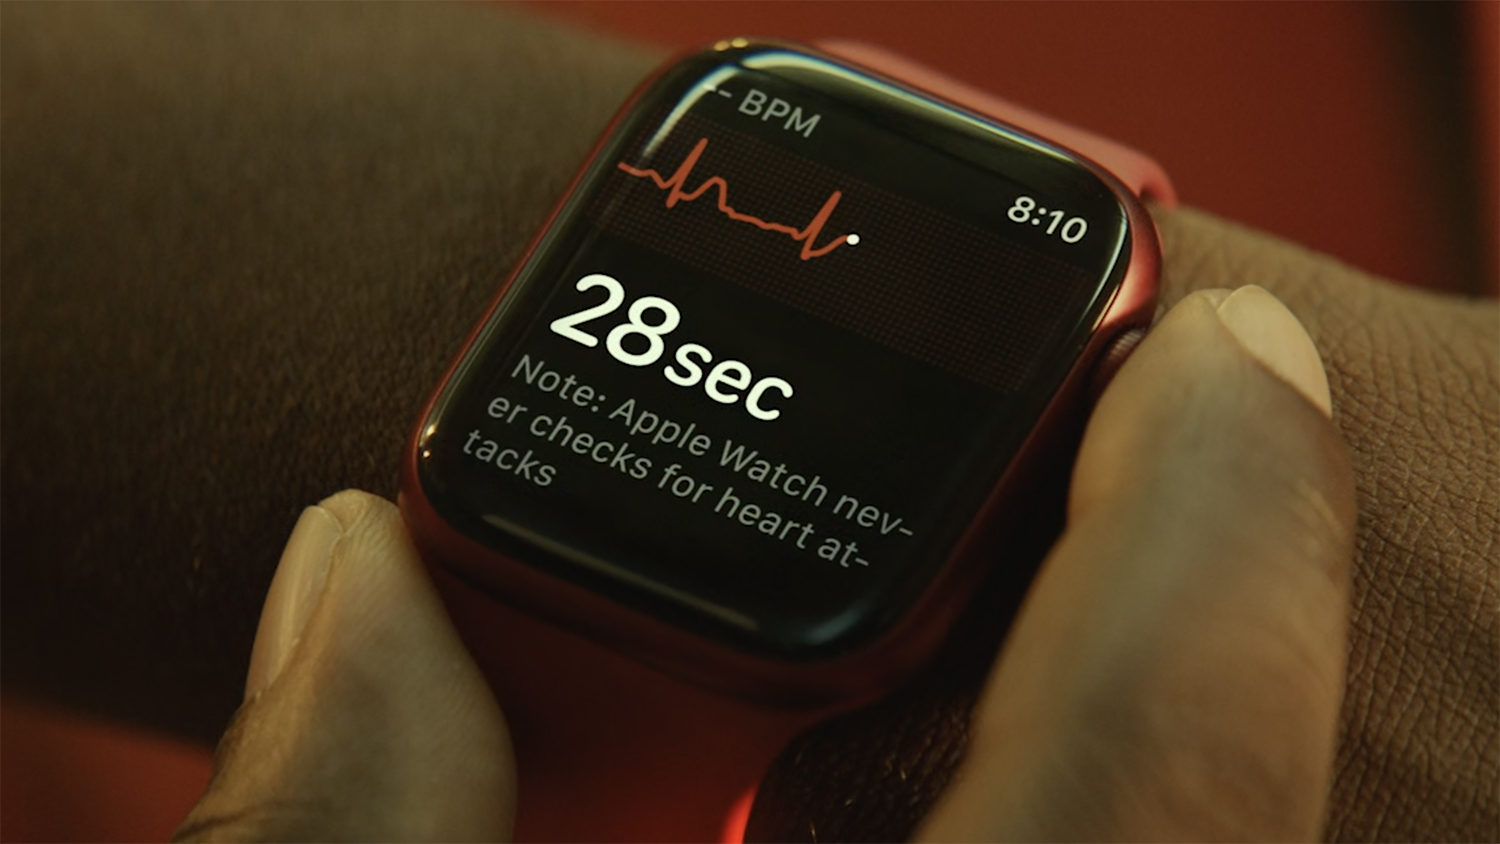 -- BPM
8:10
28sec
Note: Apple Watch nev-
er checks for heart at-
tacks